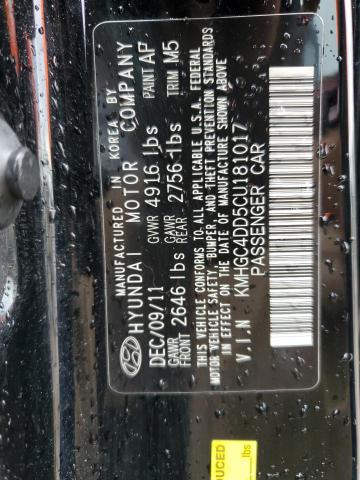 MANUFACTURED IN KOREA BY
HYUNDAI MOTOR COMPANY
DEC/09/11 GVWR 4916 lbs PAINT AF
GAWR FRONT 2646 lbs GAWR REAR 2756 lbs TRIM M5
THIS VEHICLE CONFORMS TO ALL APPLICABLE U.S.A. FEDERAL
MOTOR VEHICLE SAFETY, BUMPER, AND THEFT PREVENTION STANDARDS
IN EFFECT ON THE DATE OF MANUFACTURE SHOWN ABOVE.
V.I.N KMHGC4DD5CU181017
PASSENGER CAR
DUCED
lbs